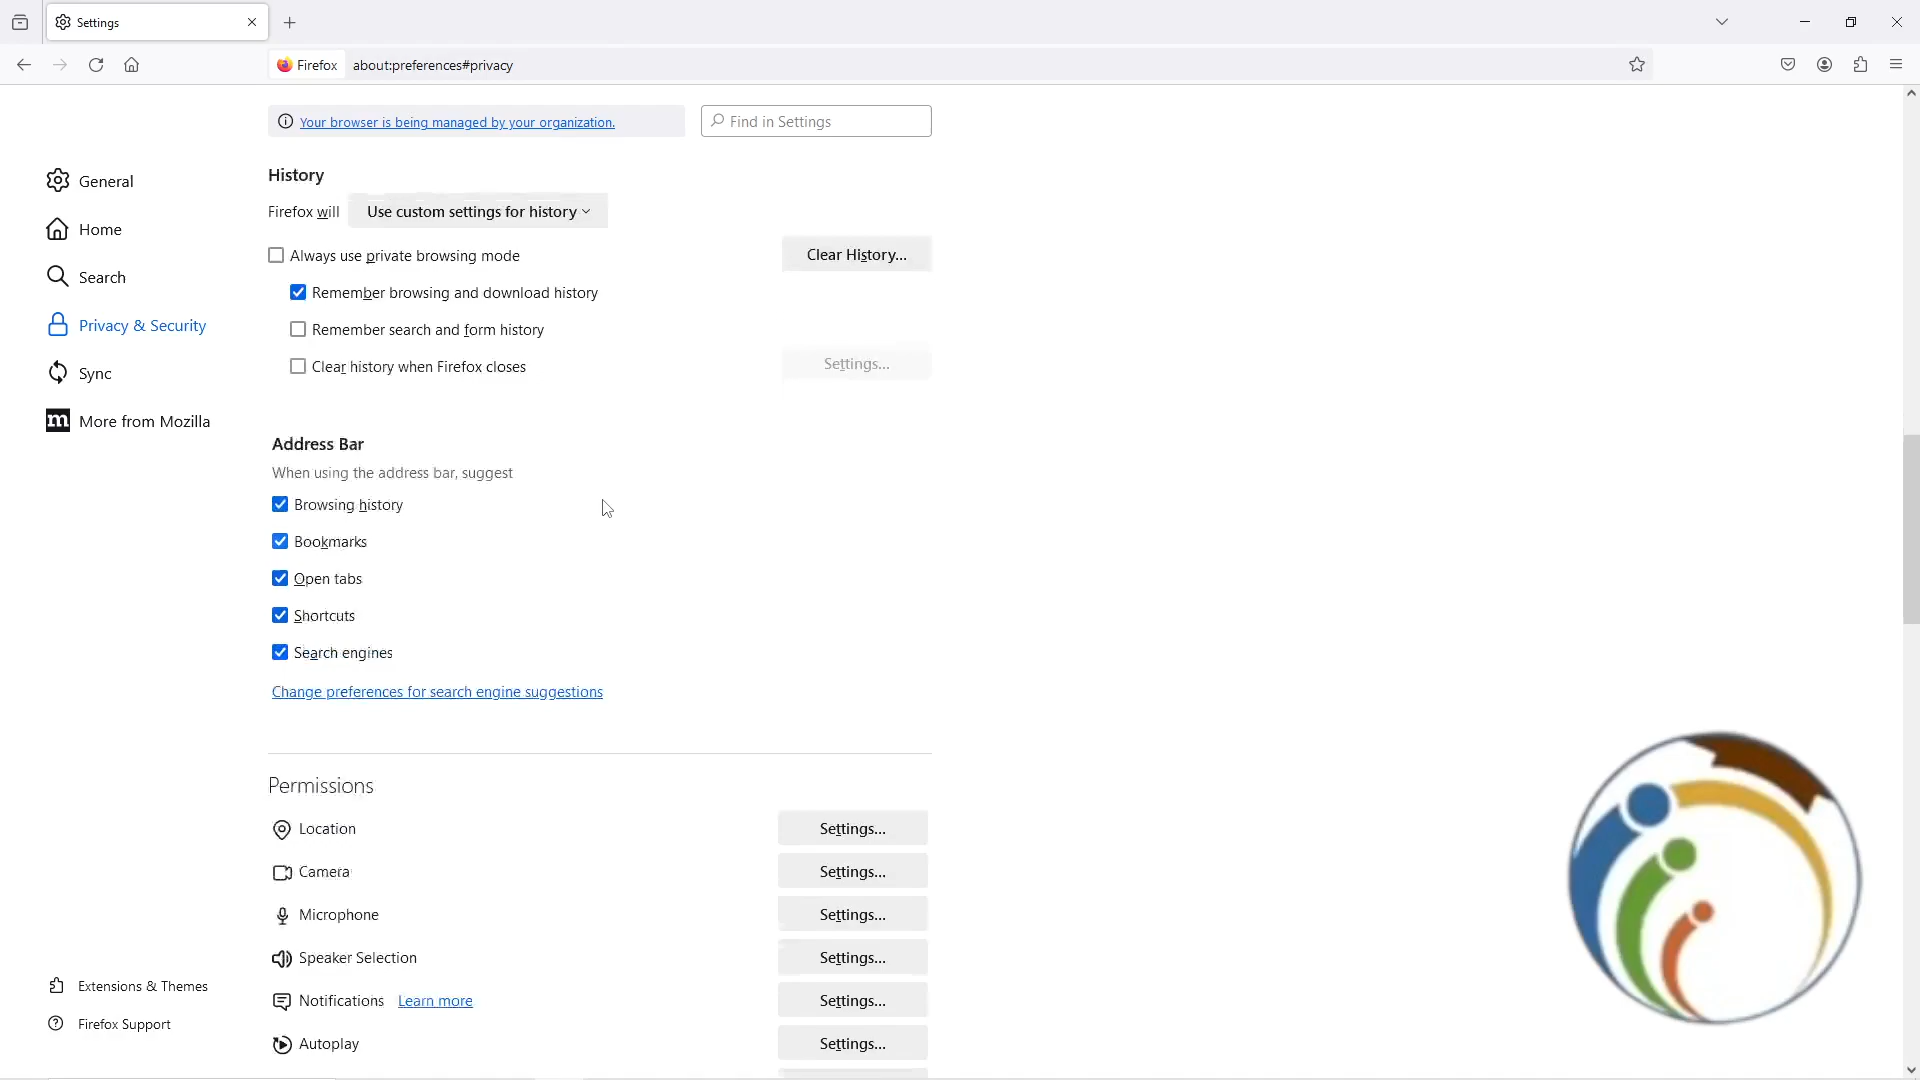 Settings
Firefox
about:preferences#privacy
Your browser is being managed by your organization.
Find in Settings
General
Home
Search
Privacy & Security
Sync
m
More from Mozilla
Extensions & Themes
Firefox Support
History
Firefox will
Use custom settings for history
Always use private browsing mode
Clear History...
Remember browsing and download history
Remember search and form history
Clear history when Firefox closes
Settings...
Address Bar
When using the address bar, suggest
Browsing history
Bookmarks
Open tabs
Shortcuts
Search engines
Change preferences for search engine suggestions
Permissions
Location
Settings...
Camera
Settings...
Microphone
Settings...
Speaker Selection
Settings...
Notifications Learn more
Settings...
Autoplay
Settings...